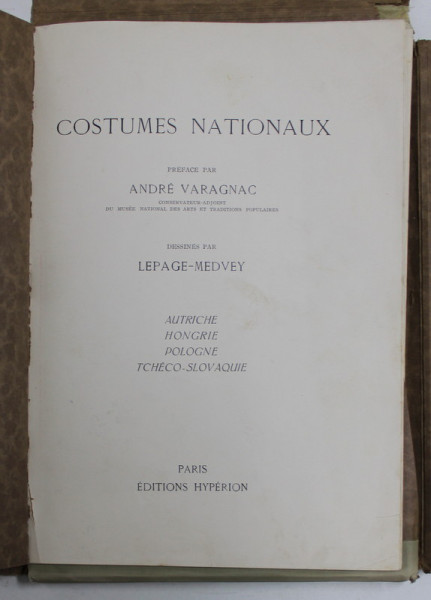 COSTUMES NATIONAUX
PRÉFACE PAR
ANDRÉ VARAGNAC
CONSERVATEUR-ADJOINT
DU MUSÉE NATIONAL DES ARTS ET TRADITIONS POPULAIRES
DESSINÉS PAR
LEPAGE-MEDVEY
AUTRICHE
HONGRIE
POLOGNE
TCHÉCO-SLOVAQUIE
PARIS
ÉDITIONS HYPÉRION